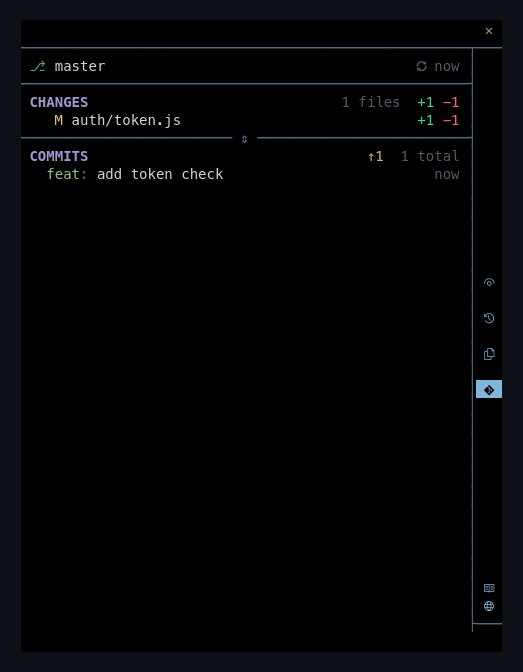 ×
master now
CHANGES 1 files +1 −1
M auth/token.js +1 −1
COMMITS ↑1 1 total
feat: add token check now